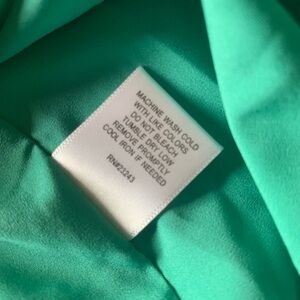 MACHINE WASH COLD
WITH LIKE COLORS
DO NOT BLEACH
TUMBLE DRY LOW
REMOVE PROMPTLY
COOL IRON IF NEEDED
RN#23243